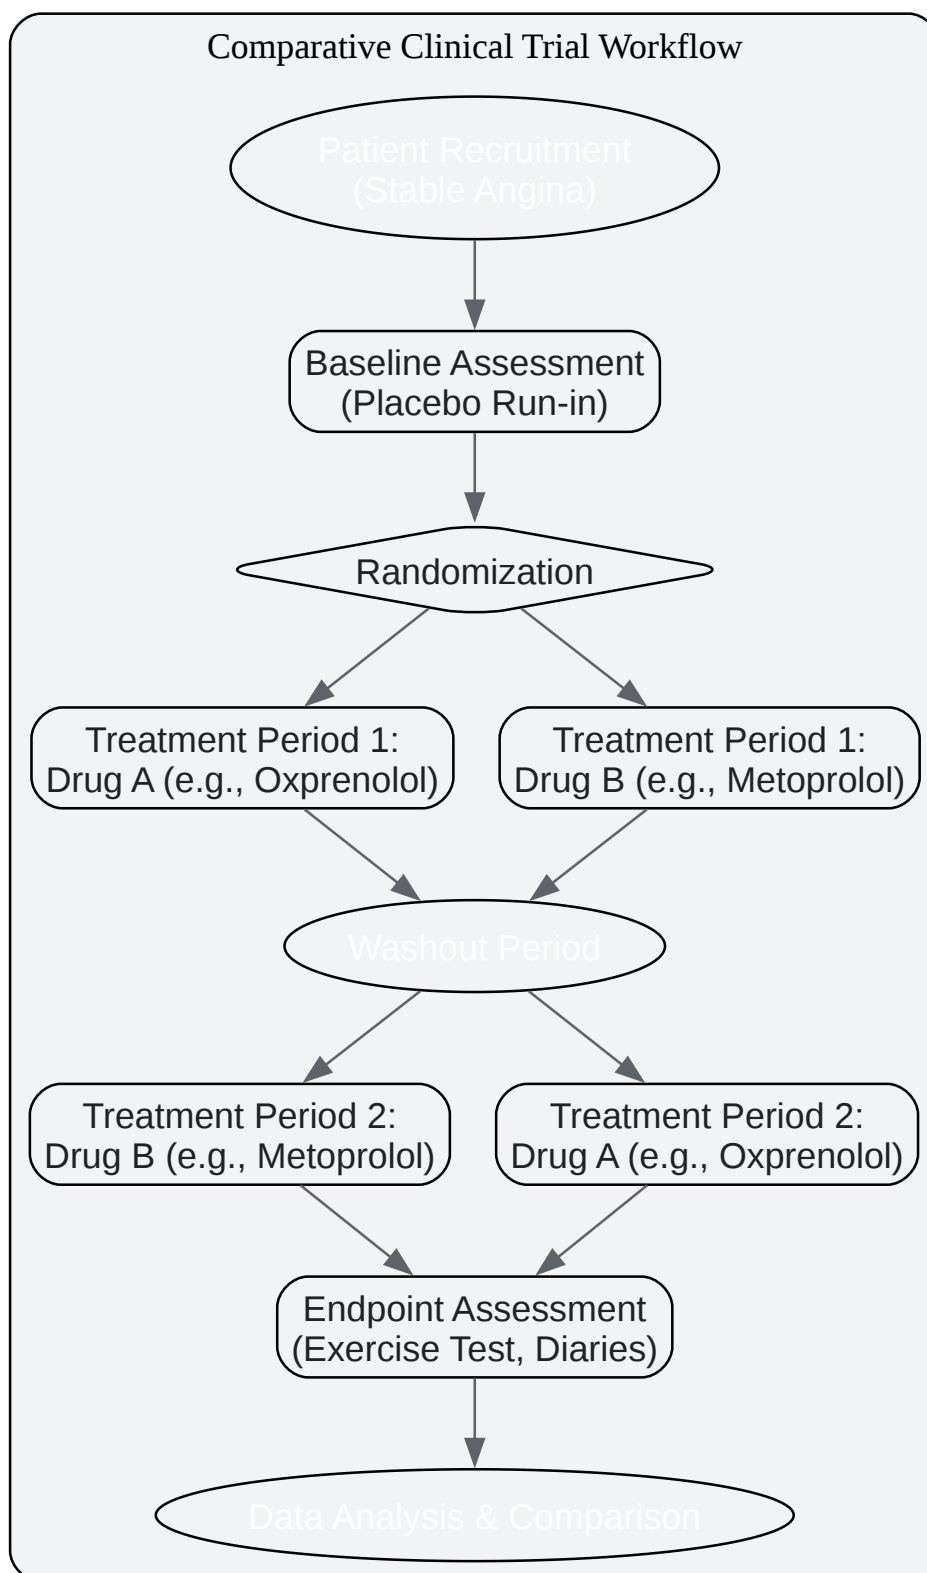 Comparative Clinical Trial Workflow
Patient Recruitment
(Stable Angina)
Baseline Assessment
(Placebo Run-in)
Randomization
Treatment Period 1:
Drug A (e.g., Oxprenolol)
Treatment Period 1:
Drug B (e.g., Metoprolol)
Washout Period
Treatment Period 2:
Drug B (e.g., Metoprolol)
Treatment Period 2:
Drug A (e.g., Oxprenolol)
Endpoint Assessment
(Exercise Test, Diaries)
Data Analysis & Comparison